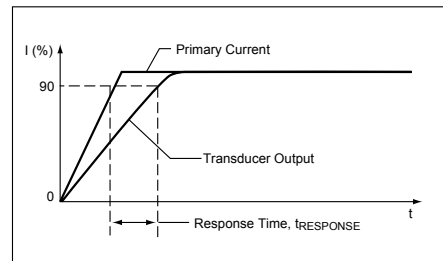 I (%)
Primary Current
90
Transducer Output
0
t
Response Time, tRESPONSE